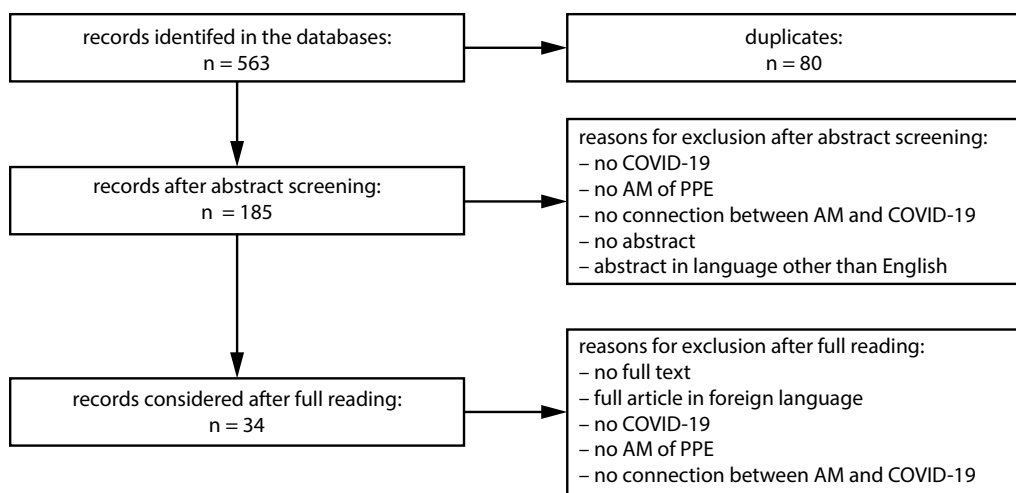 records identifed in the databases:
n = 563
duplicates:
n = 80
records after abstract screening:
n = 185
reasons for exclusion after abstract screening:
– no COVID-19
– no AM of PPE
– no connection between AM and COVID-19
– no abstract
– abstract in language other than English
records considered after full reading:
n = 34
reasons for exclusion after full reading:
– no full text
– full article in foreign language
– no COVID-19
– no AM of PPE
– no connection between AM and COVID-19